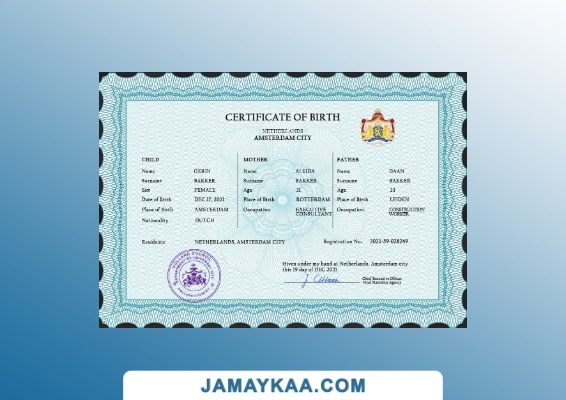 CERTIFICATE OF BIRTH
NETHERLANDS
AMSTERDAM CITY
CHILD MOTHER FATHER
Name GERDI Name ALEIDA Name DAAN
Surname BAKKER Surname BAKKER Surname BAKKER
Sex FEMALE Age 31 Age 33
Date of Birth DEC 17, 2021 Place of Birth ROTTERDAM Place of Birth LEIDEN
Place of Birth AMSTERDAM Occupation EXECUTIVE CONSULTANT Occupation CONSTRUCTION WORKER
Nationality DUTCH
Residence NETHERLANDS, AMSTERDAM CITY Registration No. 2021-59-028249
Given under my hand at Netherlands, Amsterdam city
this 19 day of DEC 2021
Chief Executive Officer
Vital Statistics Agency
JAMAYKAA.COM